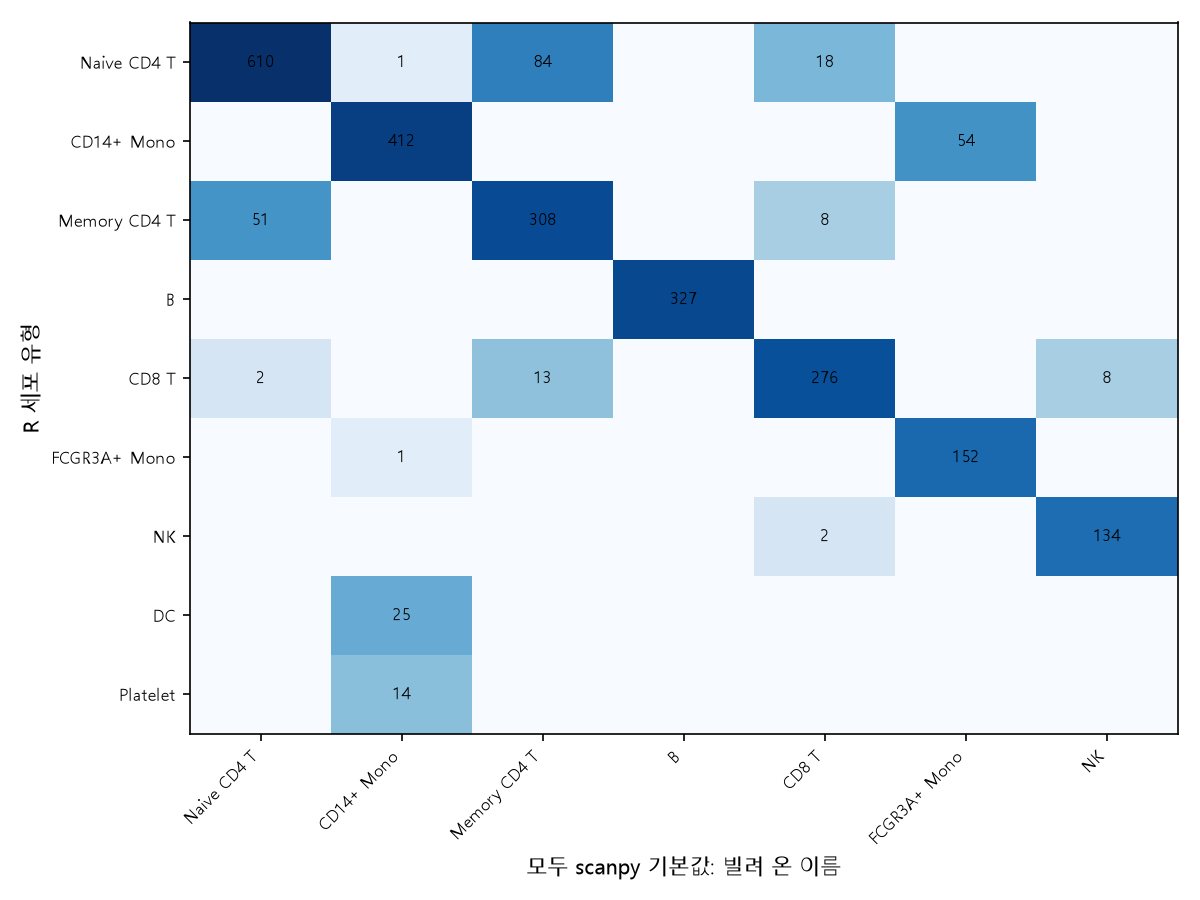 Naive CD4 T 610 1 84 18
CD14+ Mono 412 54
Memory CD4 T 51 308 8
B 327
CD8 T 2 13 276 8
FCGR3A+ Mono 1 152
NK 2 134
DC 25
Platelet 14
R 세포 유형
Naive CD4 T
CD14+ Mono
Memory CD4 T
B
CD8 T
FCGR3A+ Mono
NK
모두 scanpy 기본값: 빌려 온 이름